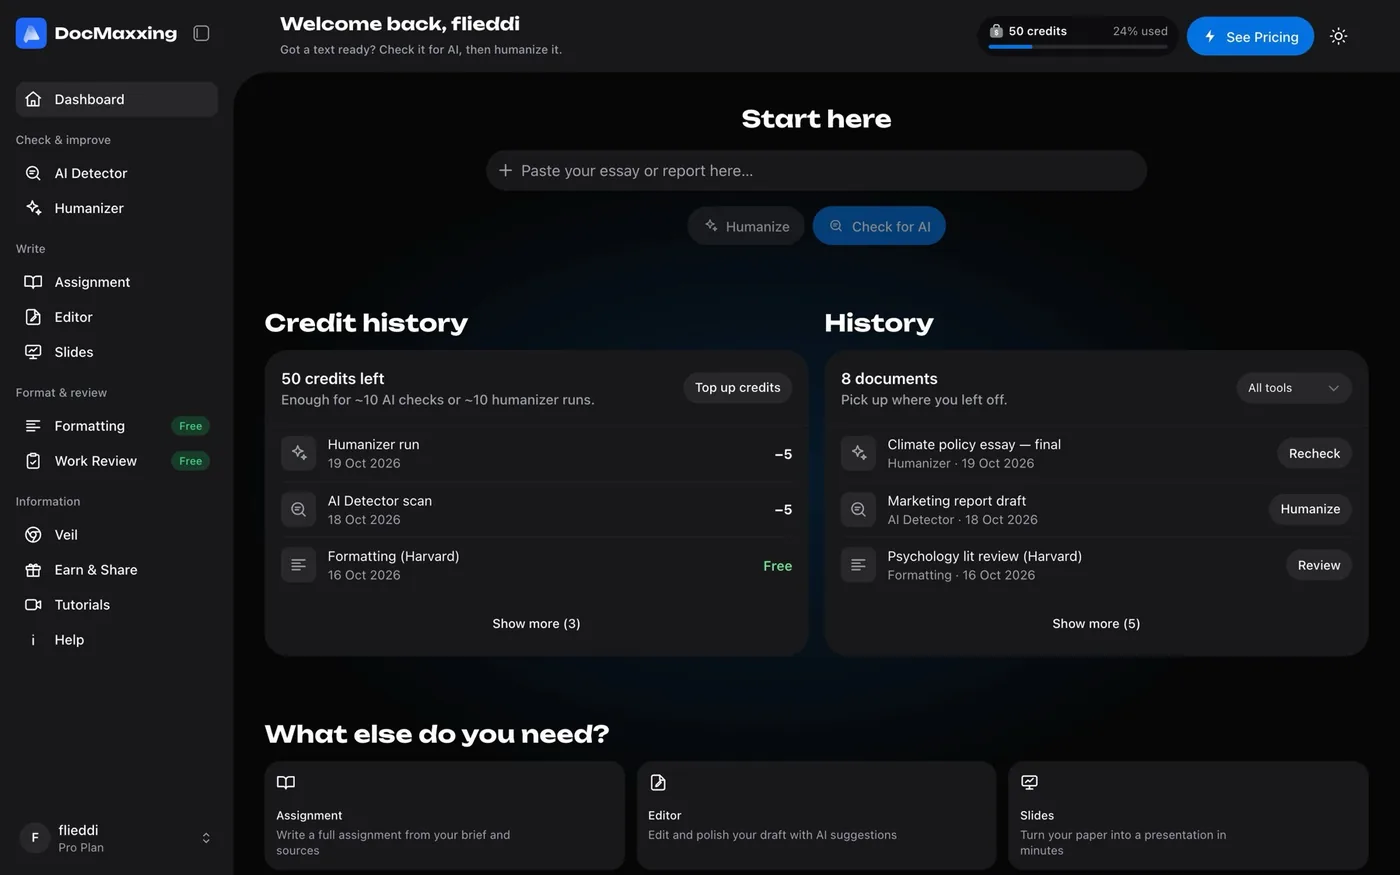 DocMaxxing
Dashboard
Check & improve
AI Detector
Humanizer
Write
Assignment
Editor
Slides
Format & review
Formatting
Free
Work Review
Free
Information
Veil
Earn & Share
Tutorials
Help
F
flieddi
Pro Plan
Welcome back, flieddi
Got a text ready? Check it for AI, then humanize it.
50 credits
24% used
See Pricing
Start here
Paste your essay or report here...
Humanize
Check for AI
Credit history
50 credits left
Enough for ~10 AI checks or ~10 humanizer runs.
Top up credits
Humanizer run
19 Oct 2026
−5
AI Detector scan
18 Oct 2026
−5
Formatting (Harvard)
16 Oct 2026
Free
Show more (3)
History
8 documents
Pick up where you left off.
All tools
Climate policy essay — final
Humanizer · 19 Oct 2026
Recheck
Marketing report draft
AI Detector · 18 Oct 2026
Humanize
Psychology lit review (Harvard)
Formatting · 16 Oct 2026
Review
Show more (5)
What else do you need?
Assignment
Write a full assignment from your brief and
sources
Editor
Edit and polish your draft with AI suggestions
Slides
Turn your paper into a presentation in
minutes